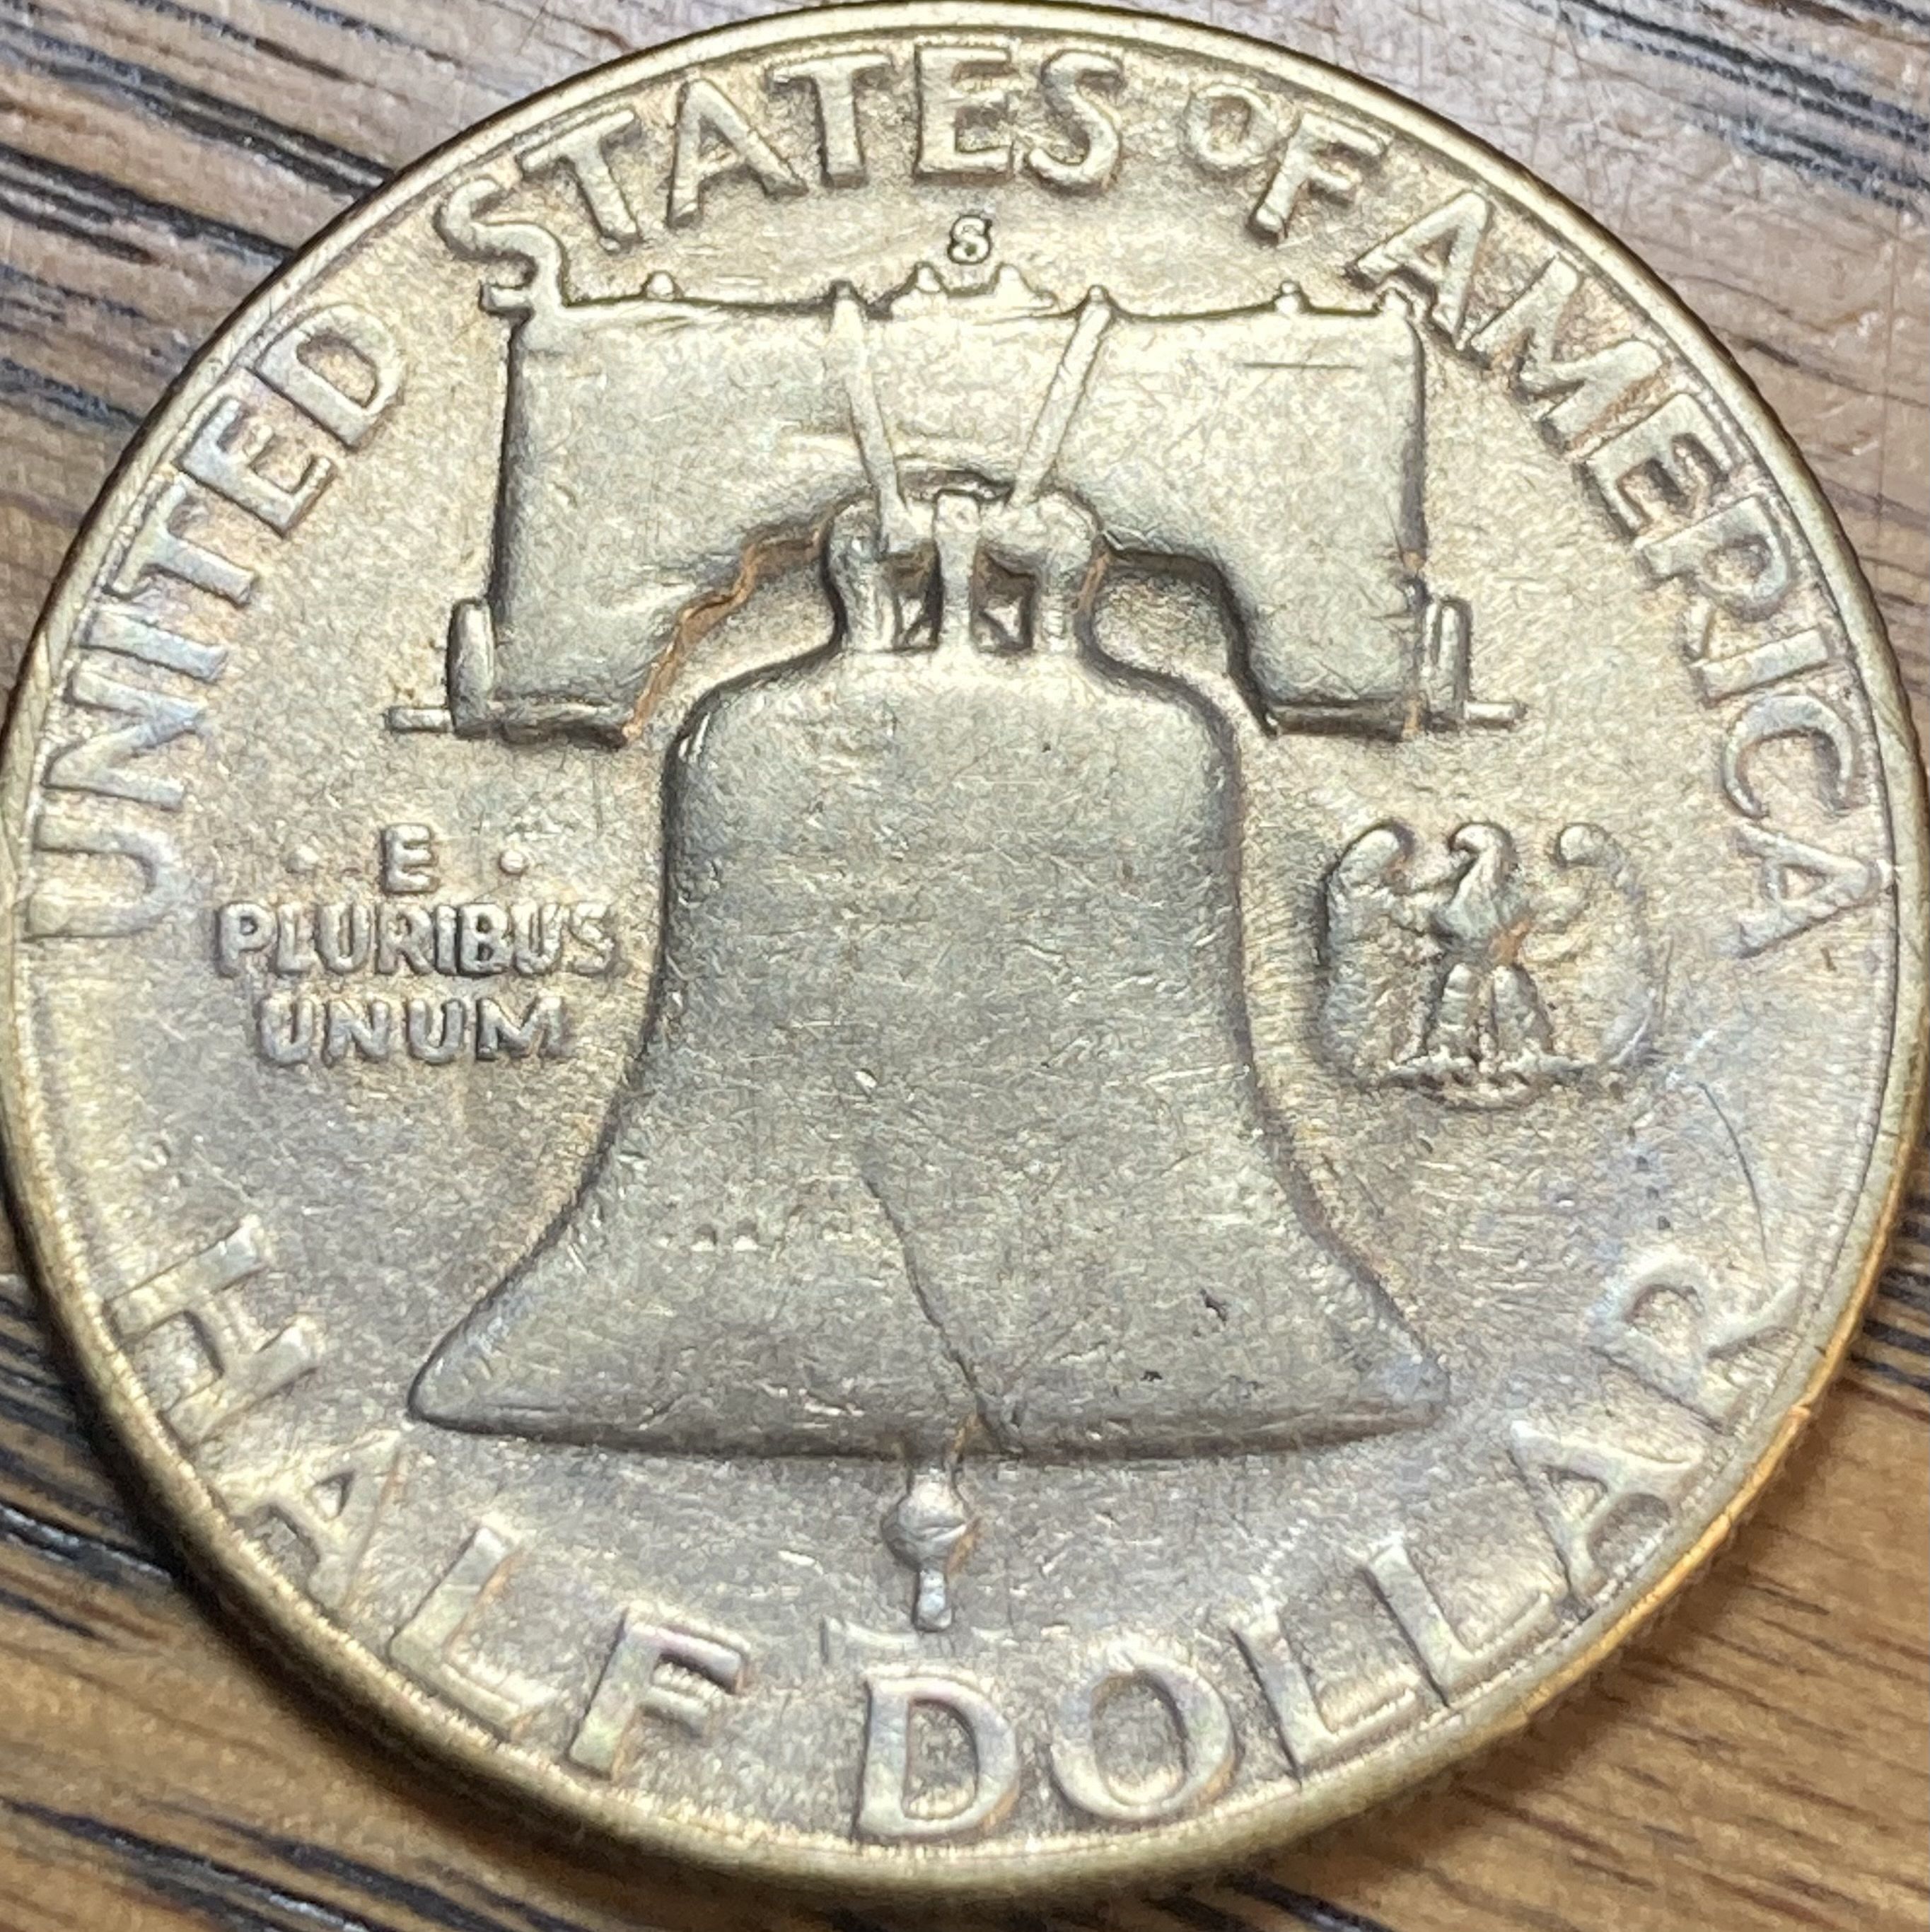 UNITED STATES OF AMERICA
S
· E ·
PLURIBUS
UNUM
HALF DOLLAR